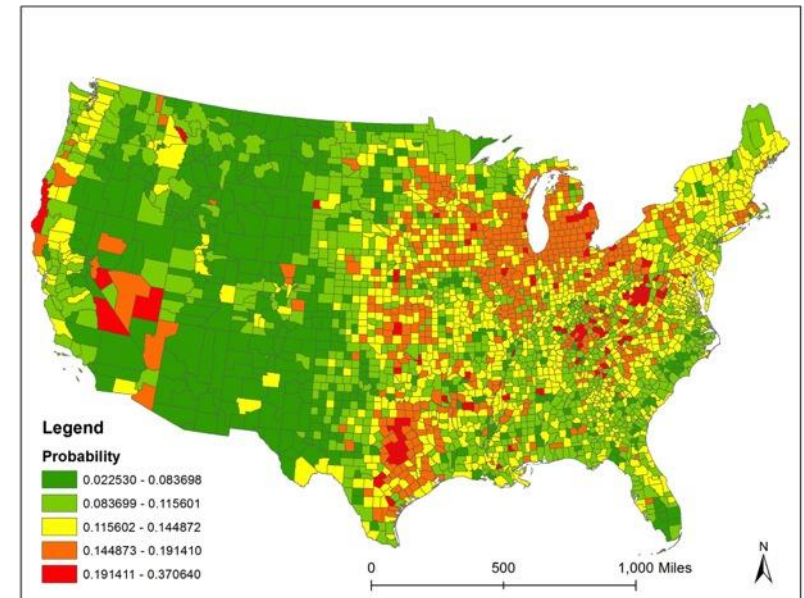 Legend
Probability
0.022530 - 0.083698
0.083699 - 0.115601
0.115602 - 0.144872
0.144873 - 0.191410
0.191411 - 0.370640
0 500 1,000 Miles
N